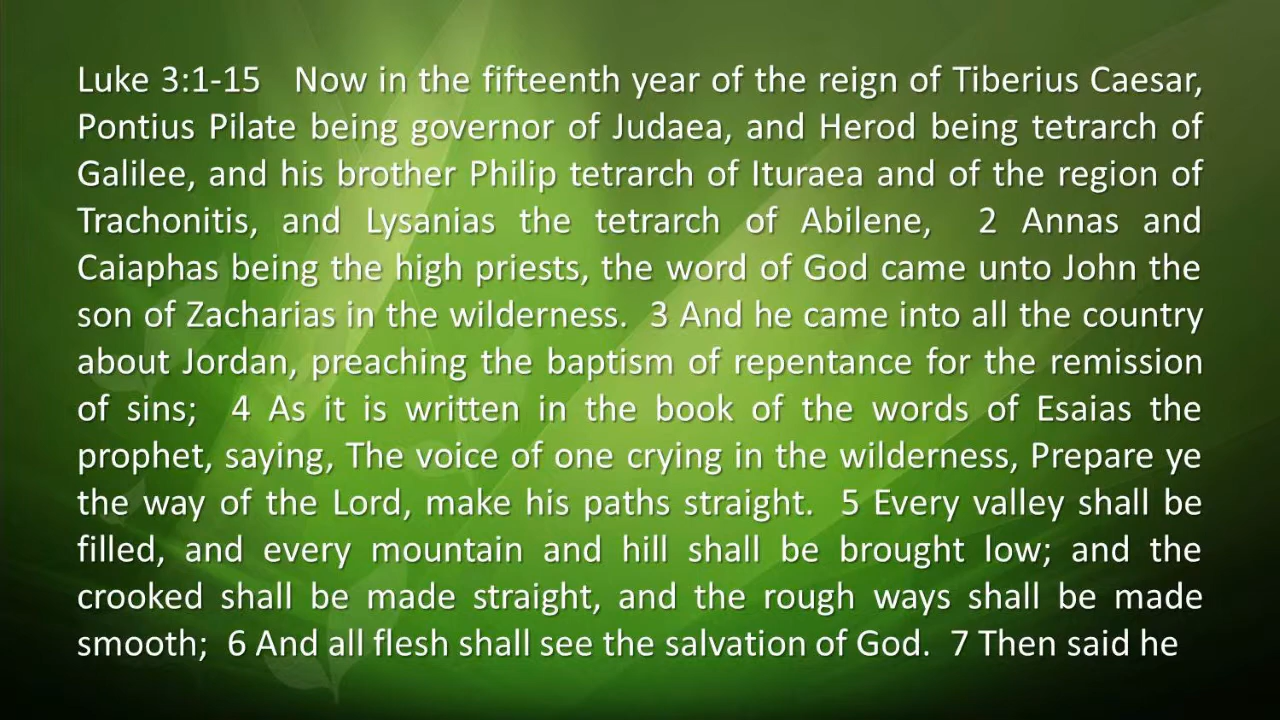 Luke 3:1-15 Now in the fifteenth year of the reign of Tiberius Caesar,
Pontius Pilate being governor of Judaea, and Herod being tetrarch of
Galilee, and his brother Philip tetrarch of Ituraea and of the region of
Trachonitis, and Lysanias the tetrarch of Abilene, 2 Annas and
Caiaphas being the high priests, the word of God came unto John the
son of Zacharias in the wilderness. 3 And he came into all the country
about Jordan, preaching the baptism of repentance for the remission
of sins; 4 As it is written in the book of the words of Esaias the
prophet, saying, The voice of one crying in the wilderness, Prepare ye
the way of the Lord, make his paths straight. 5 Every valley shall be
filled, and every mountain and hill shall be brought low; and the
crooked shall be made straight, and the rough ways shall be made
smooth; 6 And all flesh shall see the salvation of God. 7 Then said he